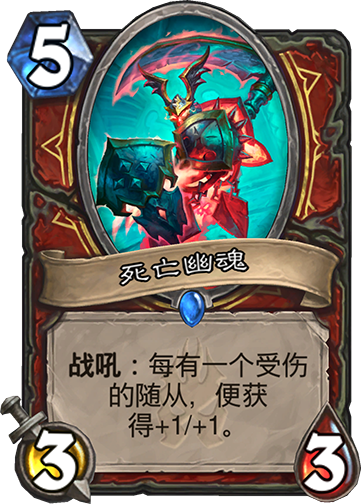 5
死亡幽魂
战吼：每有一个受伤
的随从，便获
得+1/+1。
3
3